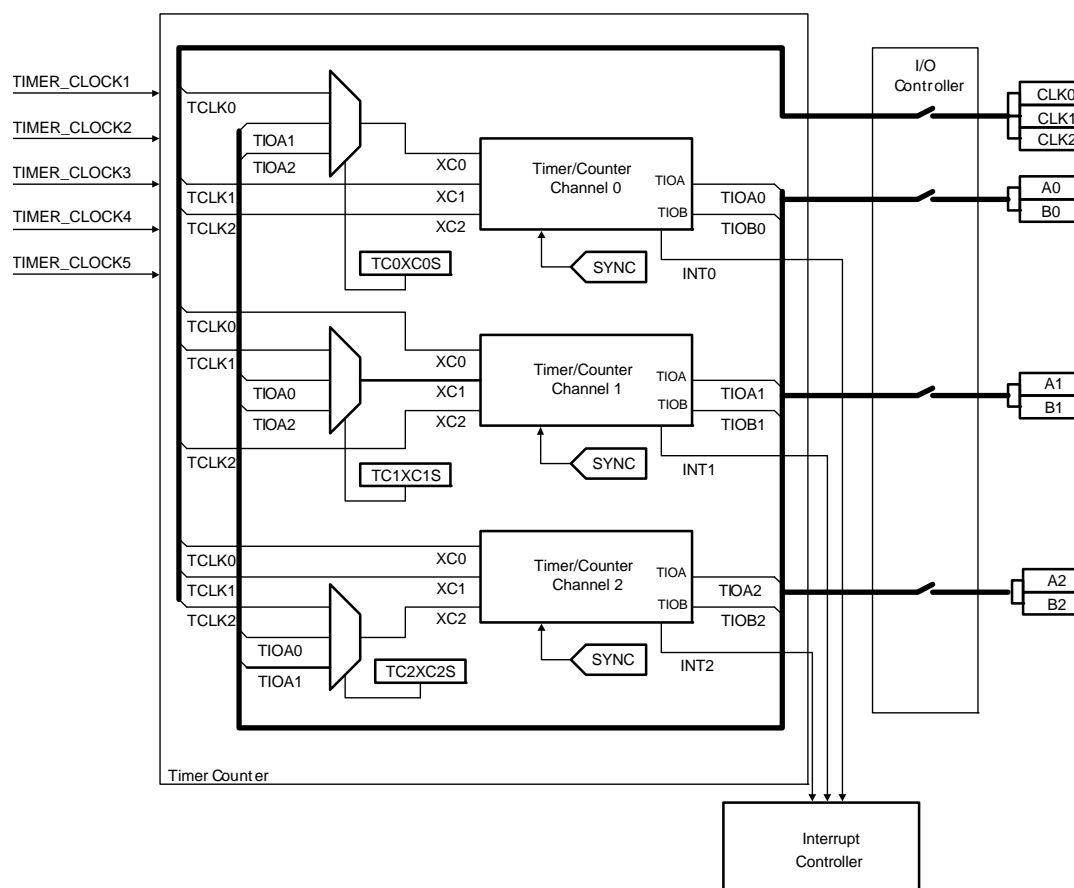 I/O
Controller
TIMER_CLOCK1
TIMER_CLOCK2
TIMER_CLOCK3
TIMER_CLOCK4
TIMER_CLOCK5
TCLK0
TIOA1
TIOA2
TCLK1
TCLK2
XC0
XC1
XC2
Timer/Counter
Channel 0
TIOA
TIOB
TIOA0
TIOB0
TC0XC0S
SYNC
INT0
CLK0
CLK1
CLK2
A0
B0
TCLK0
TCLK1
TIOA0
TIOA2
TCLK2
XC0
XC1
XC2
Timer/Counter
Channel 1
TIOA
TIOB
TIOA1
TIOB1
TC1XC1S
SYNC
INT1
A1
B1
TCLK0
TCLK1
TCLK2
TIOA0
TIOA1
XC0
XC1
XC2
Timer/Counter
Channel 2
TIOA
TIOB
TIOA2
TIOB2
TC2XC2S
SYNC
INT2
A2
B2
Timer Counter
Interrupt
Controller